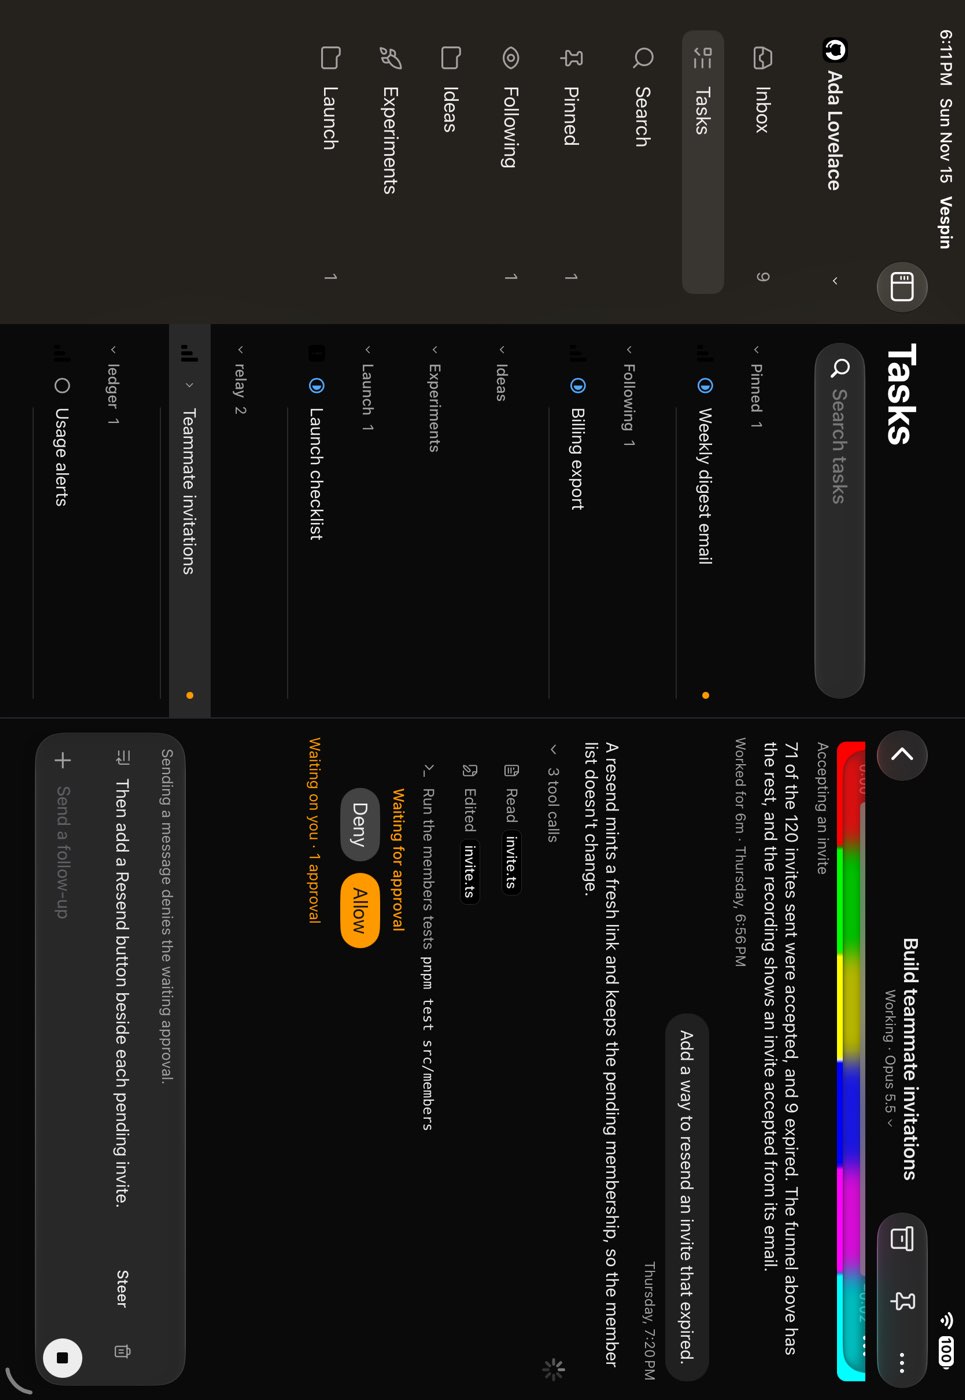 6:11 PM Sun Nov 15 Vespin
100
Ada Lovelace
Inbox 9
Tasks
Search
Pinned 1
Following 1
Ideas
Experiments
Launch 1
Tasks
Search tasks
Pinned 1
Weekly digest email
Following 1
Billing export
Ideas
Experiments
Launch 1
Launch checklist
relay 2
Teammate invitations
ledger 1
Usage alerts
Build teammate invitations
Working · Opus 5.5
0:00 -0:02
Accepting an invite
71 of the 120 invites sent were accepted, and 9 expired. The funnel above has
the rest, and the recording shows an invite accepted from its email.
Worked for 6m · Thursday, 6:56 PM
Add a way to resend an invite that expired.
Thursday, 7:20 PM
A resend mints a fresh link and keeps the pending membership, so the member
list doesn't change.
3 tool calls
Read invite.ts
Edited invite.ts
Run the members tests pnpm test src/members
Waiting for approval
Deny Allow
Waiting on you · 1 approval
Sending a message denies the waiting approval.
Then add a Resend button beside each pending invite. Steer
Send a follow-up